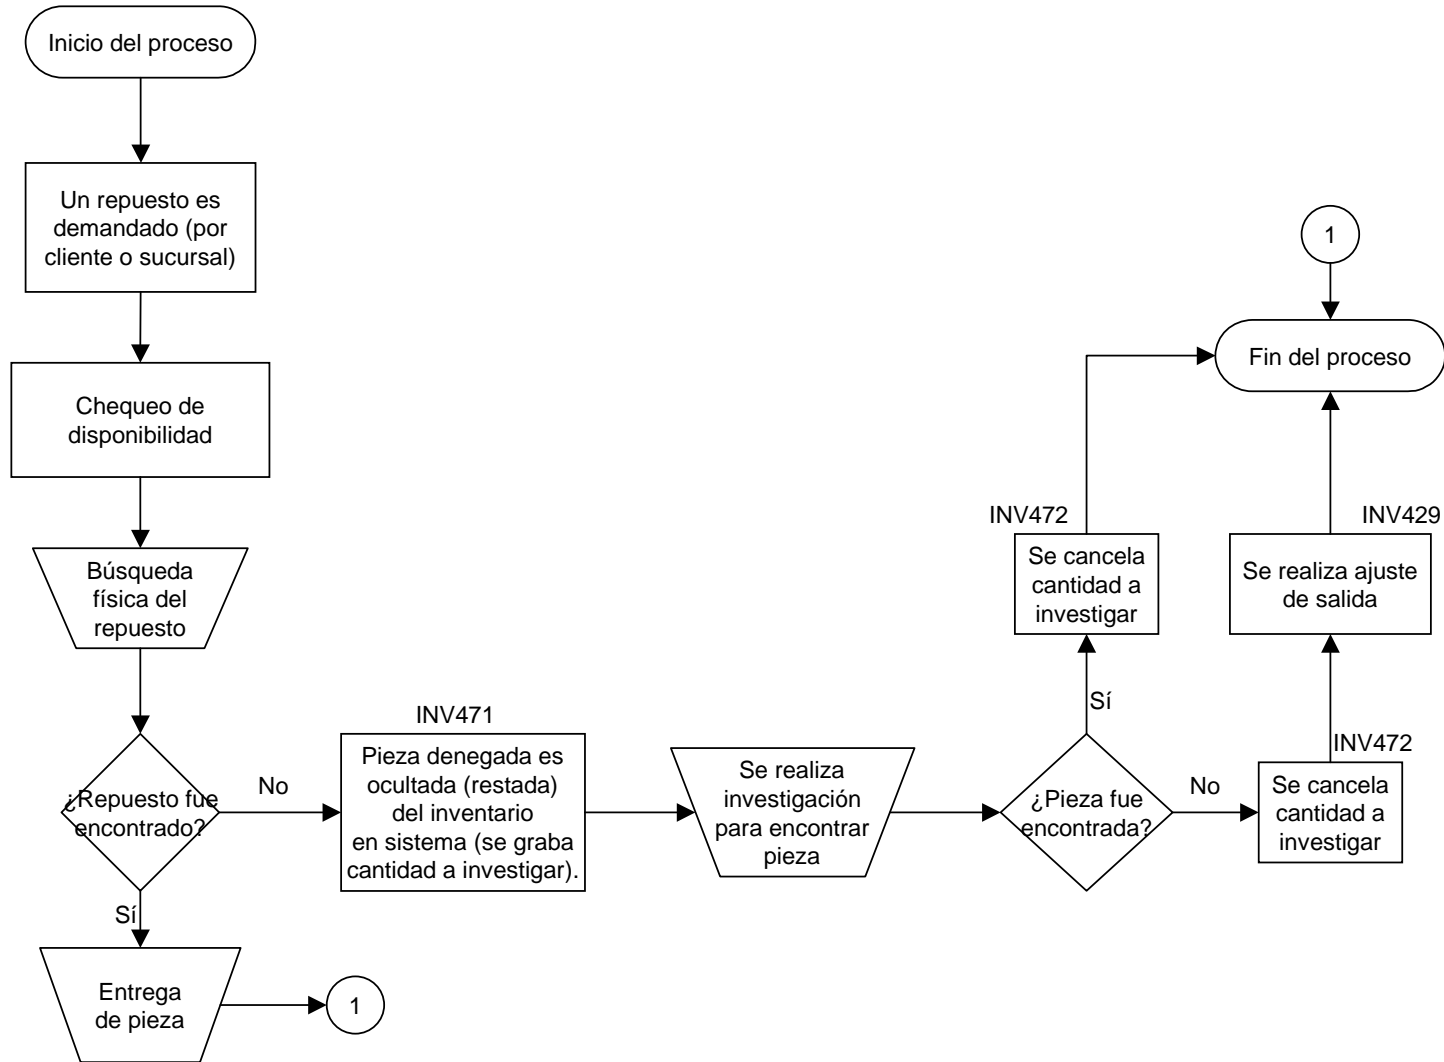 Inicio del proceso
Un repuesto es
demandado (por
cliente o sucursal)
Chequeo de
disponibilidad
Búsqueda
física del
repuesto
¿Repuesto fue
encontrado?
No
Sí
Entrega
de pieza
1
INV471
Pieza denegada es
ocultada (restada)
del inventario
en sistema (se graba
cantidad a investigar).
Se realiza
investigación
para encontrar
pieza
¿Pieza fue
encontrada?
Sí
INV472
Se cancela
cantidad a
investigar
No
INV472
Se cancela
cantidad a
investigar
INV429
Se realiza ajuste
de salida
1
Fin del proceso